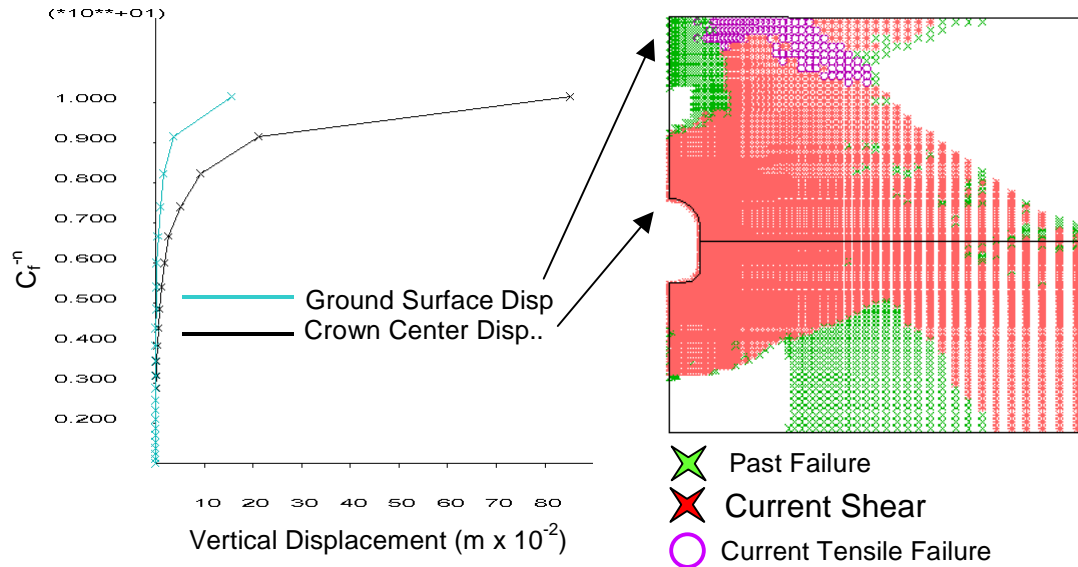 (*10**+01)
1.000
0.900
0.800
0.700
0.600
0.500
0.400
0.300
0.200
C_f^-n
Ground Surface Disp
Crown Center Disp..
10 20 30 40 50 60 70 80
Vertical Displacement (m x 10^-2)
Past Failure
Current Shear
Current Tensile Failure